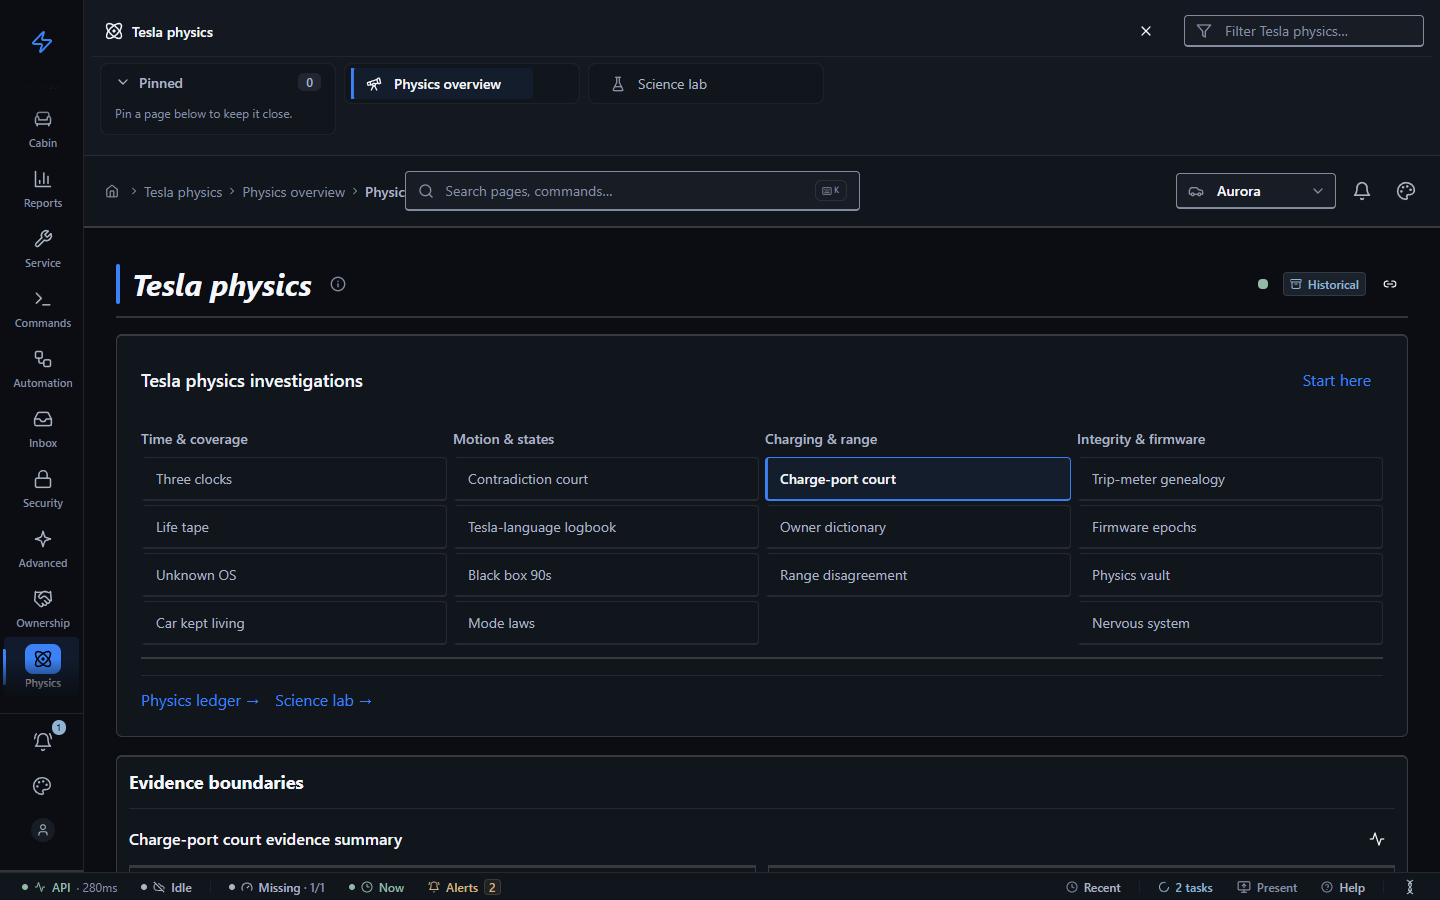 Tesla physics
Filter Tesla physics...
Pinned
0
Pin a page below to keep it close.
Physics overview
Science lab
Cabin
Reports
Service
Commands
Automation
Inbox
Security
Advanced
Ownership
Physics
1
Tesla physics
Physics overview
Physic
Search pages, commands...
K
Aurora
Tesla physics
Historical
Tesla physics investigations
Start here
Time & coverage
Three clocks
Life tape
Unknown OS
Car kept living
Motion & states
Contradiction court
Tesla-language logbook
Black box 90s
Mode laws
Charging & range
Charge-port court
Owner dictionary
Range disagreement
Integrity & firmware
Trip-meter genealogy
Firmware epochs
Physics vault
Nervous system
Physics ledger →
Science lab →
Evidence boundaries
Charge-port court evidence summary
API · 280ms
Idle
Missing · 1/1
Now
Alerts 2
Recent
2 tasks
Present
Help